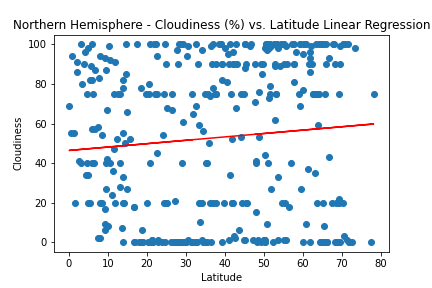 Northern Hemisphere - Cloudiness (%) vs. Latitude Linear Regression
100
80
60
40
20
0
Cloudiness
0 10 20 30 40 50 60 70 80
Latitude